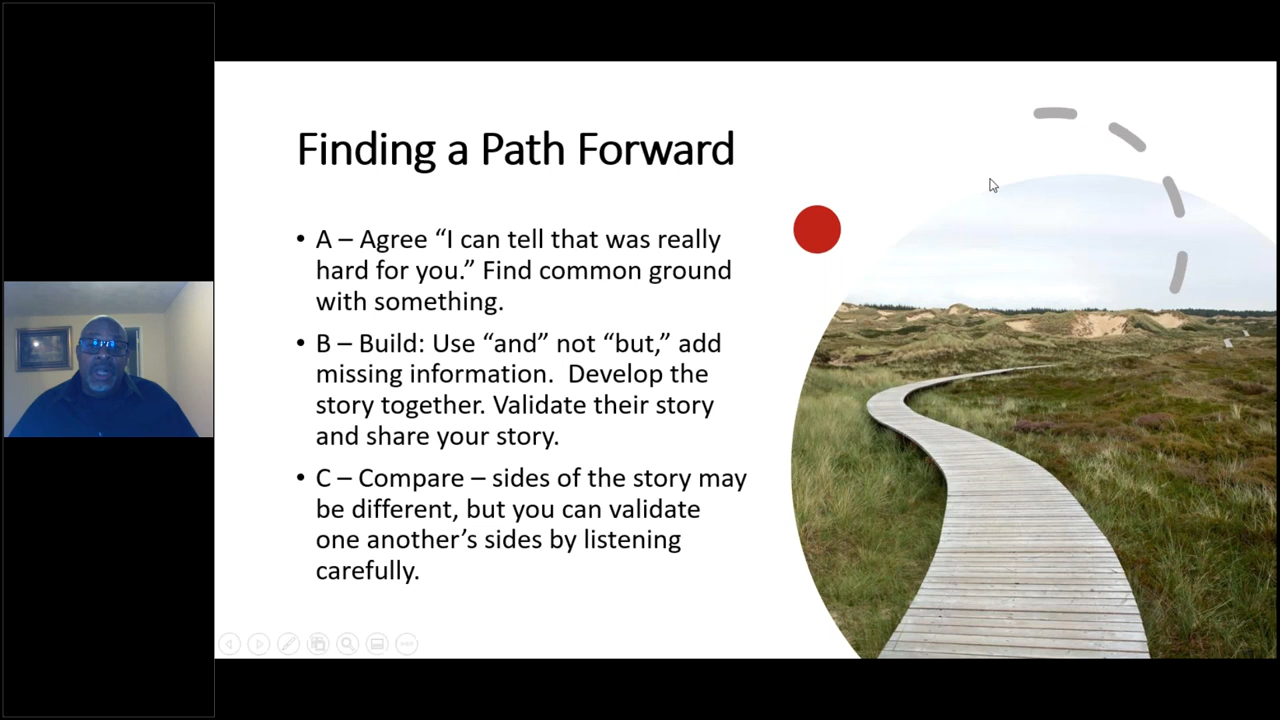 Finding a Path Forward
• A – Agree “I can tell that was really
hard for you.” Find common ground
with something.
• B – Build: Use “and” not “but,” add
missing information.  Develop the
story together. Validate their story
and share your story.
• C – Compare – sides of the story may
be different, but you can validate
one another’s sides by listening
carefully.